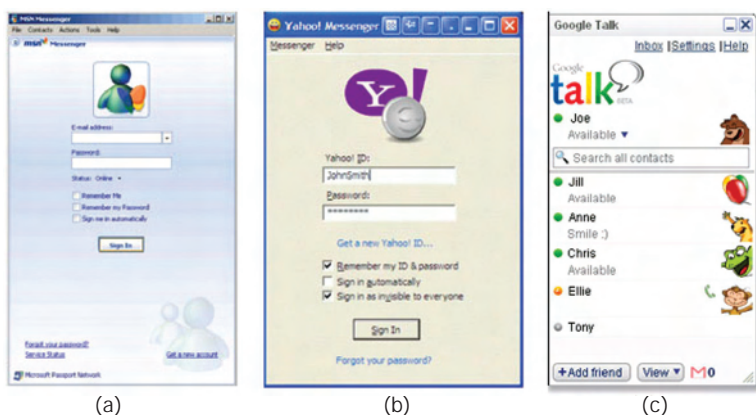 MSN Messenger
File Contacts Actions Tools Help
msn Messenger
E-mail address:
Password:
Status: Online
Remember Me
Remember my Password
Sign me in automatically
Sign In
Forgot your password?
Service Status
Get a new account
Microsoft Passport Network
(a)
Yahoo! Messenger
Messenger Help
Y!
Yahoo! ID:
JohnSmith
Password:
********
Get a new Yahoo! ID...
Remember my ID & password
Sign in automatically
Sign in as invisible to everyone
Sign In
Forgot your password?
(b)
Google Talk
Inbox |Settings |Help
Google
talk
BETA
Joe
Available
Search all contacts
Jill
Available
Anne
Smile :)
Chris
Available
Ellie
Tony
+Add friend View M0
(c)